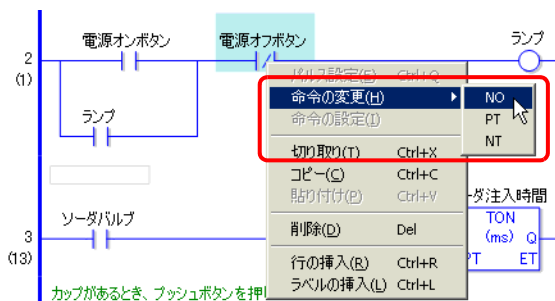 電源オンボタン 電源オフボタン ランプ
2
(1)
パルス設定(E) Ctrl+Q
命令の変更(H) NO
ランプ 命令の設定(I) PT
NT
切り取り(T) Ctrl+X
コピー(C) Ctrl+C
貼り付け(P) Ctrl+V
ソーダバルブ ダ注入時間
削除(D) Del TON
3 (ms) Q
(13) 行の挿入(R) Ctrl+R PT ET
ラベルの挿入(L) Ctrl+L
カップがあるとき、プッシュボタンを押